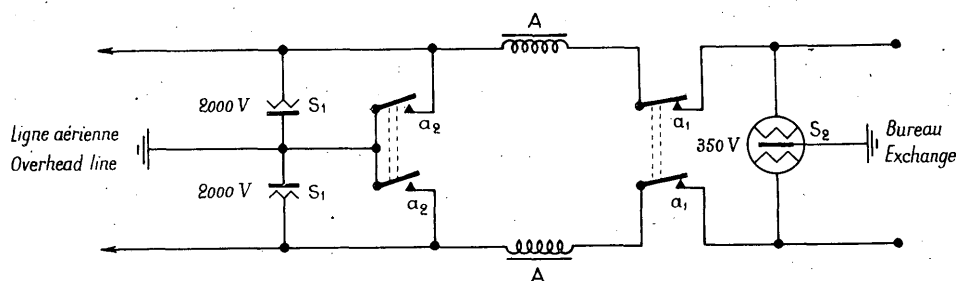 A
2000 V S₁
a₂
a₁
Ligne aérienne
Overhead line
350 V
S₂
Bureau
Exchange
2000 V S₁
a₂
a₁
A